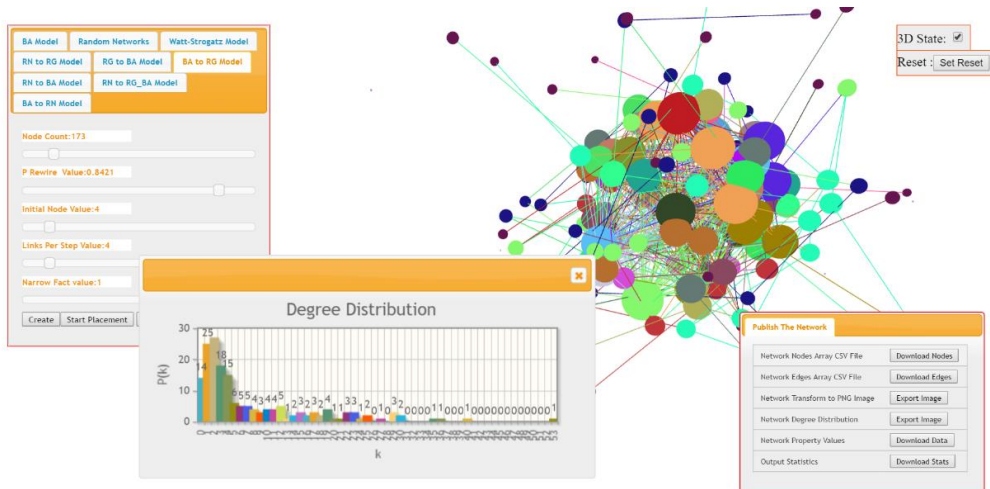 BA Model Random Networks Watt-Strogatz Model
RN to RG Model RG to BA Model BA to RG Model
RN to BA Model RN to RG_BA Model
BA to RN Model
Node Count:173
P Rewire Value:0.8421
Initial Node Value:4
Links Per Step Value:4
Narrow Fact value:1
Create Start Placement
3D State:
Reset : Set Reset
Degree Distribution
P(k)
30
20
10
0
k
Publish The Network
Network Nodes Array CSV File Download Nodes
Network Edges Array CSV File Download Edges
Network Transform to PNG Image Export Image
Network Degree Distribution Export Image
Network Property Values Download Data
Output Statistics Download Stats